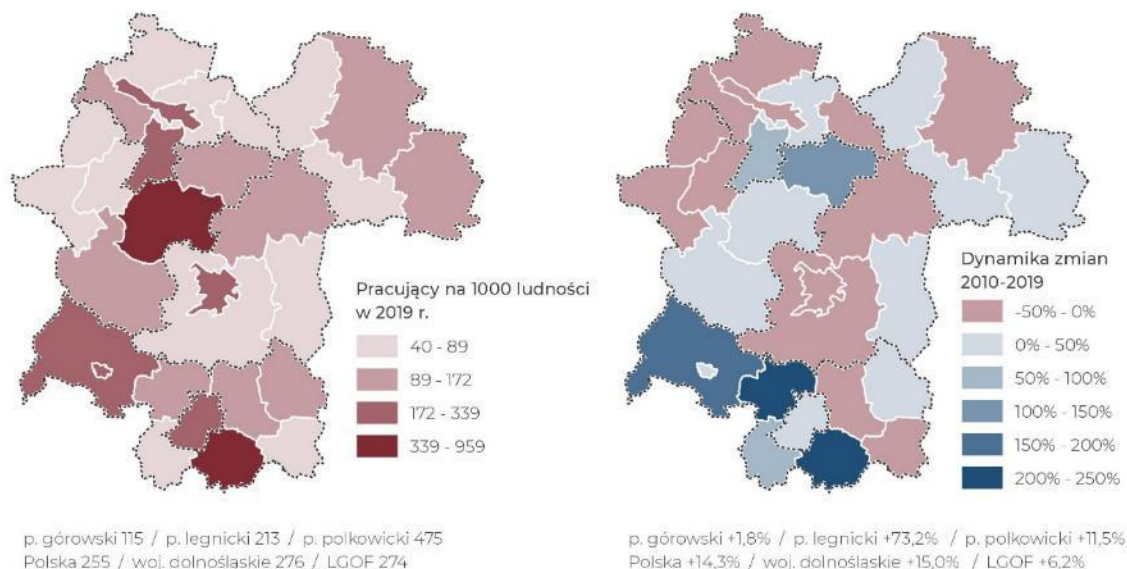 Pracujący na 1000 ludności
w 2019 r.
40 - 89
89 - 172
172 - 339
339 - 959
p. górowski 115 / p. legnicki 213 / p. polkowicki 475
Polska 255 / woj. dolnośląskie 276 / LGOF 274
Dynamika zmian
2010-2019
-50% - 0%
0% - 50%
50% - 100%
100% - 150%
150% - 200%
200% - 250%
p. górowski +1,8% / p. legnicki +73,2% / p. polkowicki +11,5%
Polska +14,3% / woj. dolnośląskie +15,0% / LGOF +6,2%